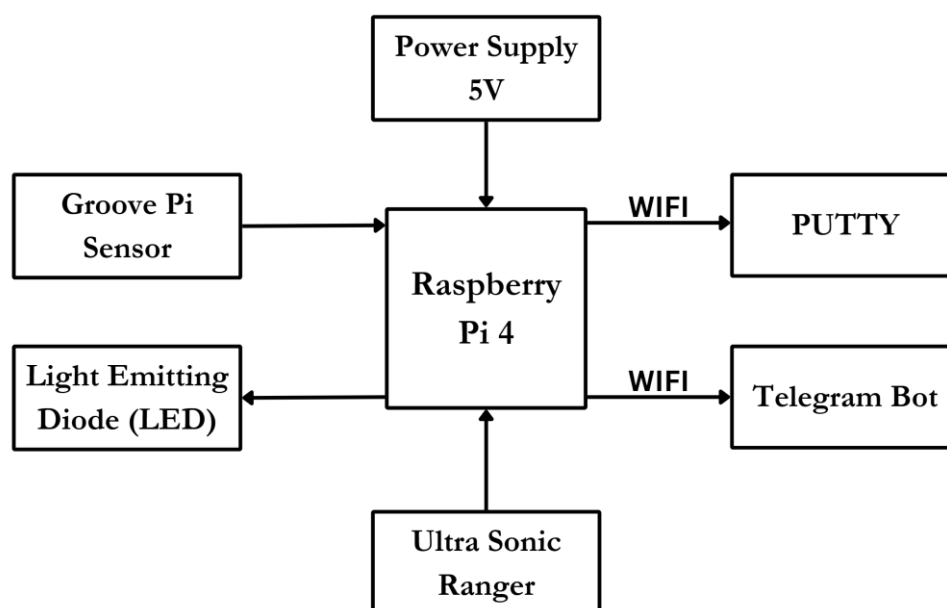 Power Supply
5V
Groove Pi
Sensor
WIFI
PUTTY
Raspberry
Pi 4
Light Emitting
Diode (LED)
WIFI
Telegram Bot
Ultra Sonic
Ranger